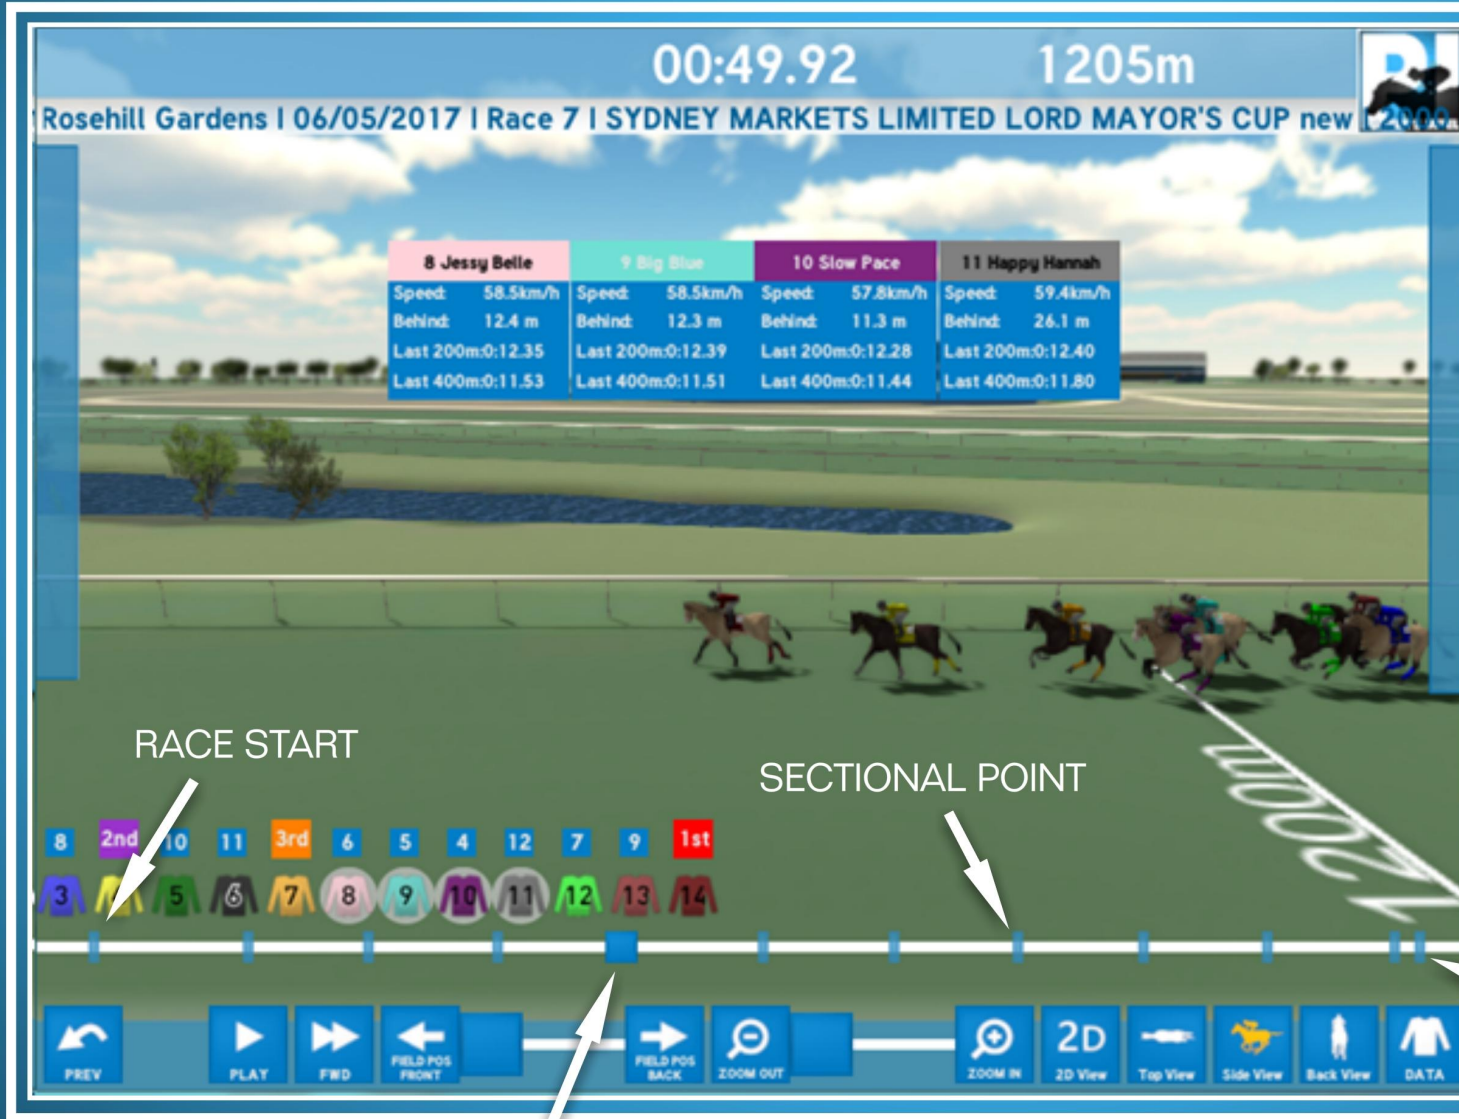 00:49.92 1205m
Rosehill Gardens | 06/05/2017 | Race 7 | SYDNEY MARKETS LIMITED LORD MAYOR'S CUP new
8 Jessy Belle 9 Big Blue 10 Slow Pace 11 Happy Hannah
Speed: 58.5km/h Speed: 58.5km/h Speed: 57.8km/h Speed: 59.4km/h
Behind: 12.4 m Behind: 12.3 m Behind: 11.3 m Behind: 26.1 m
Last 200m:0:12.35 Last 200m:0:12.39 Last 200m:0:12.28 Last 200m:0:12.40
Last 400m:0:11.53 Last 400m:0:11.51 Last 400m:0:11.44 Last 400m:0:11.80
RACE START
SECTIONAL POINT
1200m
8 2nd 10 11 3rd 6 5 4 12 7 9 1st
3 5 6 7 8 9 10 11 12 13 14
PREV PLAY FWD FIELD POS FRONT FIELD POS BACK ZOOM OUT ZOOM IN 2D 2D View Top View Side View Back View DATA